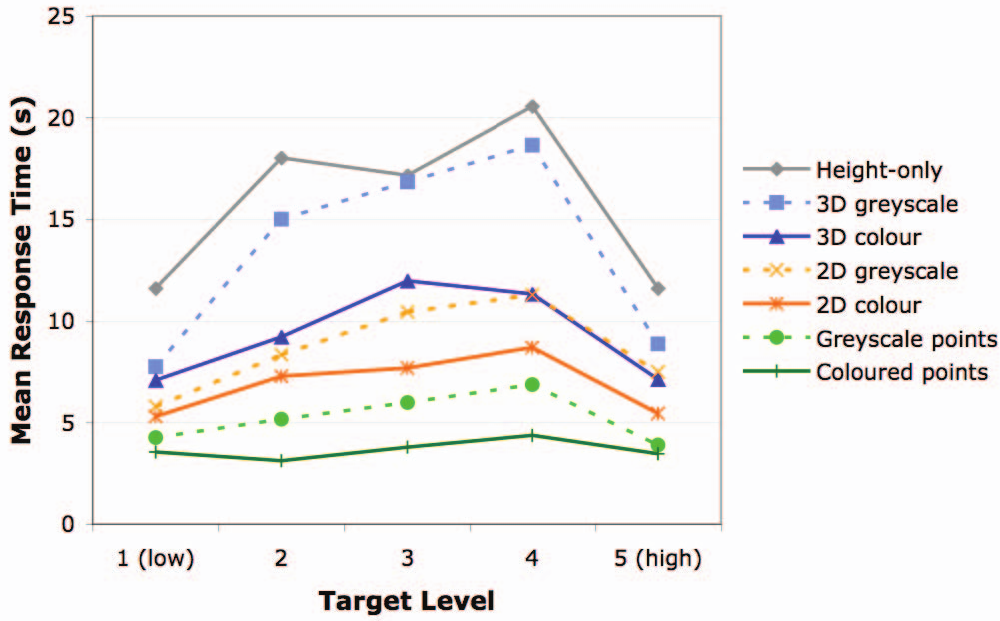 25
20
15
10
5
0
Mean Response Time (s)
1 (low) 2 3 4 5 (high)
Target Level
Height-only
3D greyscale
3D colour
2D greyscale
2D colour
Greyscale points
Coloured points